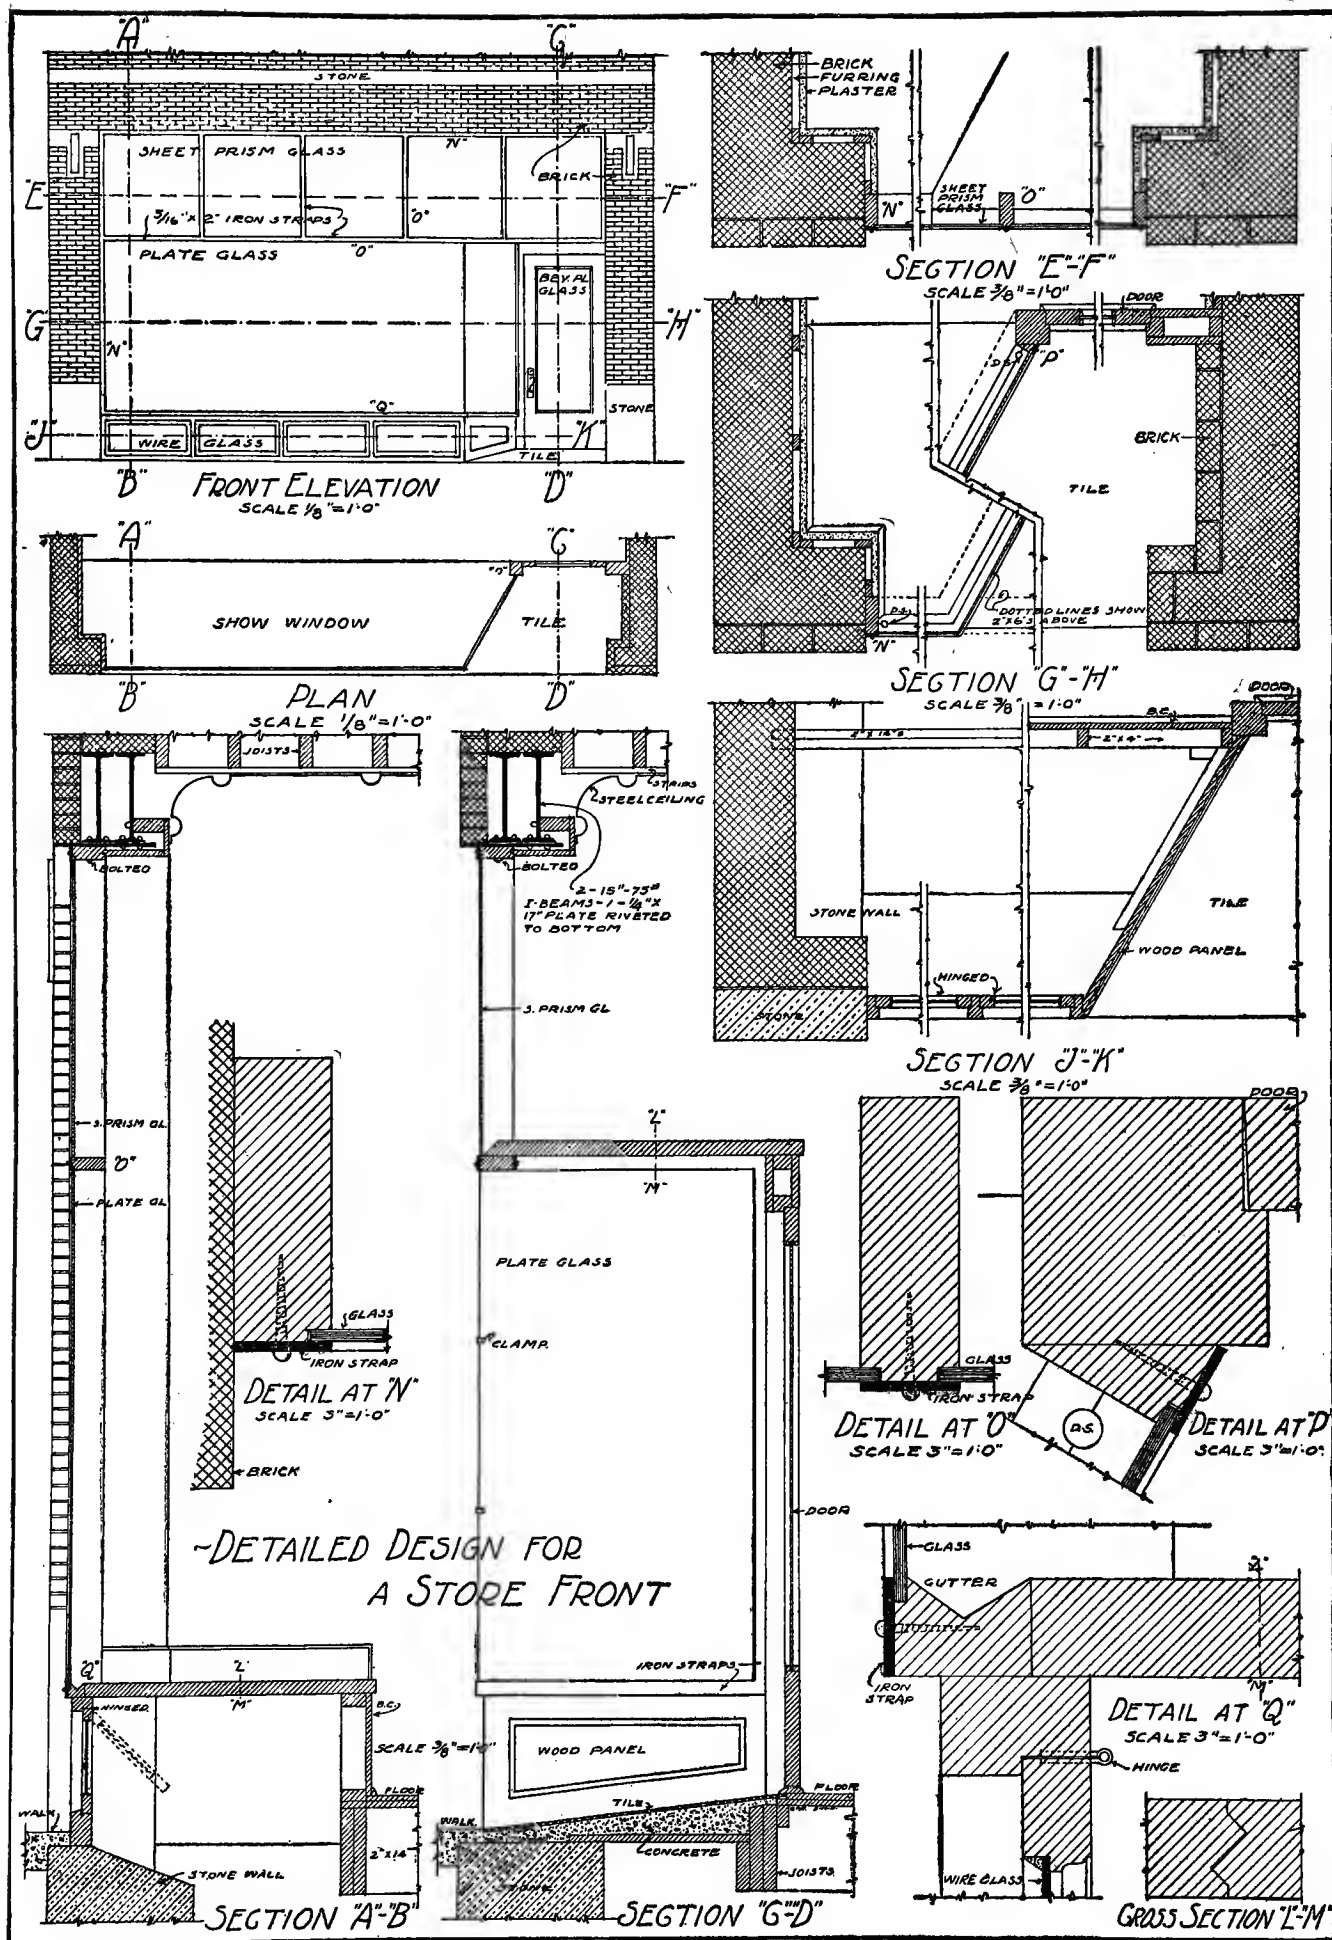 "A"
"C"
STONE
SHEET PRISM GLASS
"N"
BRICK
"E"
"F"
3/16" x 2" IRON STRAPS
"O"
"O"
PLATE GLASS
BEV. PL.
GLASS
"G"
"H"
"N"
"Q"
STONE
"J"
WIRE GLASS
"K"
TILE
"B"
FRONT ELEVATION
"D"
SCALE 1/8" = 1'-0"
"A"
"C"
SHOW WINDOW
TILE
"B"
PLAN
"D"
SCALE 1/8" = 1'-0"
BRICK
FURRING
PLASTER
"N"
SHEET
PRISM
GLASS
"O"
SECTION "E"-"F"
SCALE 3/8" = 1'-0"
DOOR
D.S.
"P"
BRICK
TILE
D.S.
DOTTED LINES SHOW
2"X6'S ABOVE
"N"
SECTION "G"-"H"
SCALE 3/8" = 1'-0"
DOOR
B.C.
2"X12'S
2"X4"
STONE WALL
TILE
WOOD PANEL
HINGED
STONE
SECTION "J"-"K"
SCALE 3/8" = 1'-0"
JOISTS
BOLTED
S. PRISM GL.
"O"
PLATE GL.
"Q"
"L"
"M"
HINGED
B.C.
SCALE 3/8" = 1'-0"
FLOOR
WALK
2"X14"
STONE WALL
SECTION "A"-"B"
STRIPS
STEEL CEILING
BOLTED
2-15"-75#
I-BEAMS-1-1/4" X
17" PLATE RIVETED
TO BOTTOM
S. PRISM GL.
"L"
"M"
PLATE GLASS
CLAMP.
DOOR
IRON STRAPS
WOOD PANEL
TILE
FLOOR
WALK
CONCRETE
STONE
JOISTS
SECTION "C"-"D"
GLASS
IRON STRAP
DETAIL AT "N"
SCALE 3" = 1'-0"
BRICK
~DETAILED DESIGN FOR
A STORE FRONT
GLASS
IRON STRAP
DETAIL AT "O"
SCALE 3" = 1'-0"
DOOR
D.S.
DETAIL AT "P"
SCALE 3" = 1'-0"
GLASS
GUTTER
"L"
IRON
STRAP
"M"
DETAIL AT "Q"
SCALE 3" = 1'-0"
HINGE
WIRE GLASS
CROSS SECTION "L"-"M"